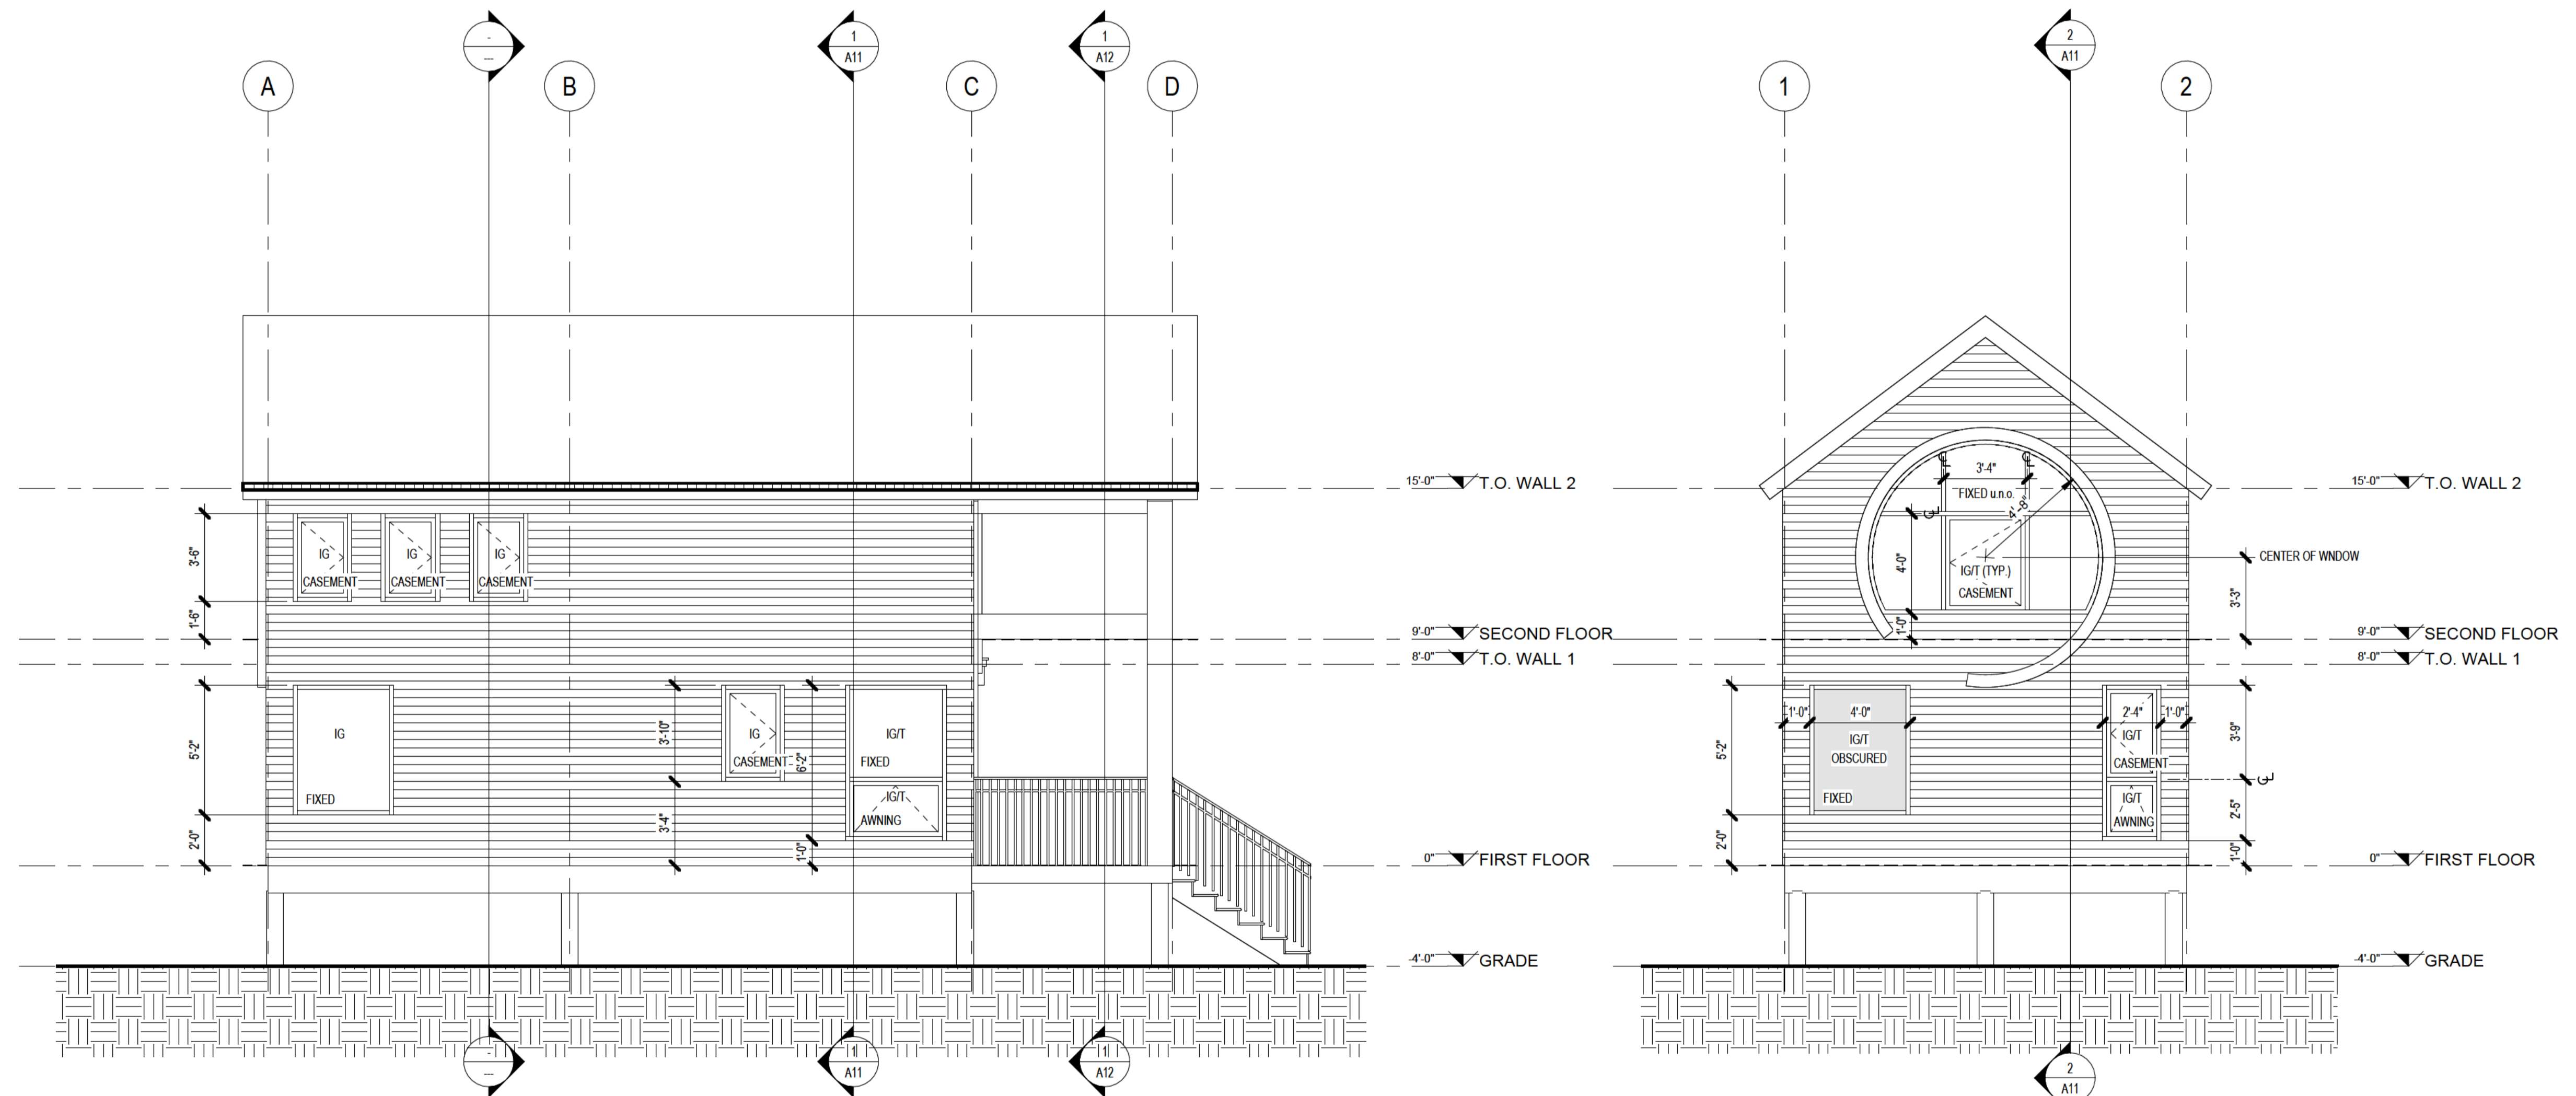 -
---
1
A11
1
A12
2
A11
A
B
C
D
1
2
15'-0" T.O. WALL 2
9'-0" SECOND FLOOR
8'-0" T.O. WALL 1
0" FIRST FLOOR
-4'-0" GRADE
3'-6"
1'-6"
5'-2"
2'-0"
IG
CASEMENT
IG
CASEMENT
IG
CASEMENT
IG
FIXED
3'-10"
3'-4"
IG
CASEMENT
6'-2"
1'-0"
IG/T
FIXED
IG/T
AWNING
-
---
1
A11
1
A12
15'-0" T.O. WALL 2
CENTER OF WNDOW
9'-0" SECOND FLOOR
8'-0" T.O. WALL 1
0" FIRST FLOOR
-4'-0" GRADE
3'-4"
FIXED u.n.o.
4'-8"
4'-0"
1'-0"
IG/T (TYP.)
CASEMENT
3'-3"
1'-0"
4'-0"
IG/T
OBSCURED
FIXED
5'-2"
2'-0"
2'-4"
1'-0"
IG/T
CASEMENT
IG/T
AWNING
3'-9"
2'-5"
1'-0"
2
A11